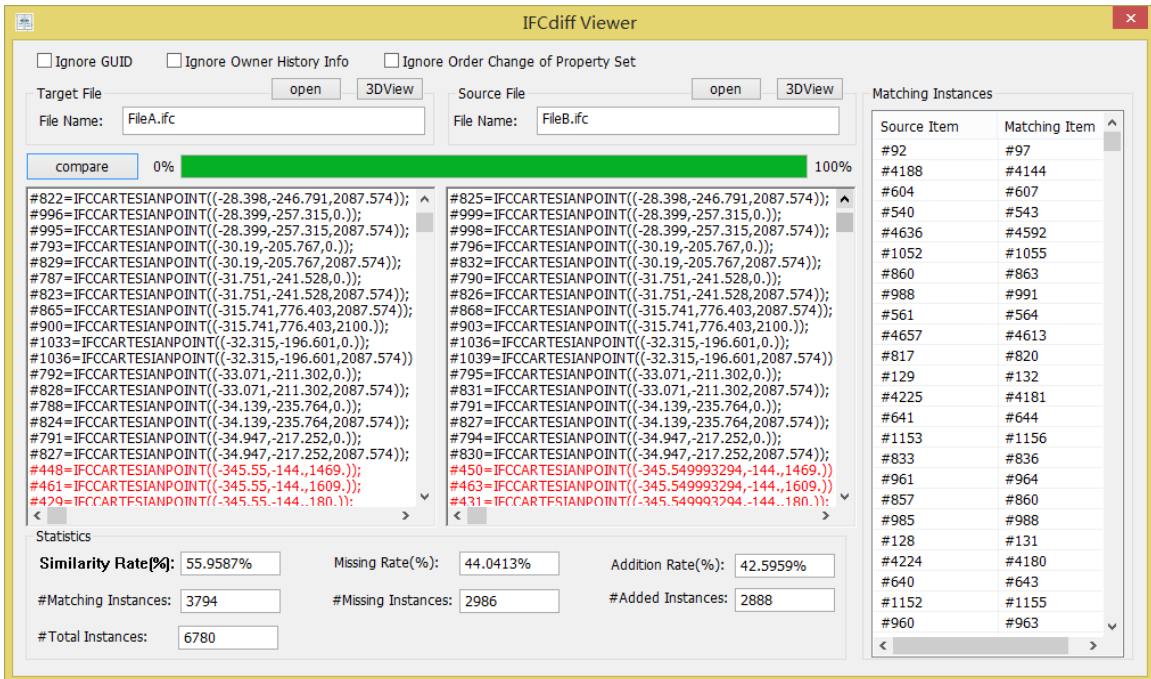 IFCdiff Viewer
Ignore GUID Ignore Owner History Info Ignore Order Change of Property Set
Target File open 3DView
File Name: FileA.ifc
Source File open 3DView
File Name: FileB.ifc
compare 0% 100%
#822=IFCCARTESIANPOINT((-28.398,-246.791,2087.574));
#996=IFCCARTESIANPOINT((-28.399,-257.315,0.));
#995=IFCCARTESIANPOINT((-28.399,-257.315,2087.574));
#793=IFCCARTESIANPOINT((-30.19,-205.767,0.));
#829=IFCCARTESIANPOINT((-30.19,-205.767,2087.574));
#787=IFCCARTESIANPOINT((-31.751,-241.528,0.));
#823=IFCCARTESIANPOINT((-31.751,-241.528,2087.574));
#865=IFCCARTESIANPOINT((-315.741,776.403,2087.574));
#900=IFCCARTESIANPOINT((-315.741,776.403,2100.));
#1033=IFCCARTESIANPOINT((-32.315,-196.601,0.));
#1036=IFCCARTESIANPOINT((-32.315,-196.601,2087.574))
#792=IFCCARTESIANPOINT((-33.071,-211.302,0.));
#828=IFCCARTESIANPOINT((-33.071,-211.302,2087.574));
#788=IFCCARTESIANPOINT((-34.139,-235.764,0.));
#824=IFCCARTESIANPOINT((-34.139,-235.764,2087.574));
#791=IFCCARTESIANPOINT((-34.947,-217.252,0.));
#827=IFCCARTESIANPOINT((-34.947,-217.252,2087.574));
#448=IFCCARTESIANPOINT((-345.55,-144.,1469.));
#461=IFCCARTESIANPOINT((-345.55,-144.,1609.));
#429=IFCCARTESIANPOINT((-345.55,-144.,180.));
#825=IFCCARTESIANPOINT((-28.398,-246.791,2087.574));
#999=IFCCARTESIANPOINT((-28.399,-257.315,0.));
#998=IFCCARTESIANPOINT((-28.399,-257.315,2087.574));
#796=IFCCARTESIANPOINT((-30.19,-205.767,0.));
#832=IFCCARTESIANPOINT((-30.19,-205.767,2087.574));
#790=IFCCARTESIANPOINT((-31.751,-241.528,0.));
#826=IFCCARTESIANPOINT((-31.751,-241.528,2087.574));
#868=IFCCARTESIANPOINT((-315.741,776.403,2087.574));
#903=IFCCARTESIANPOINT((-315.741,776.403,2100.));
#1036=IFCCARTESIANPOINT((-32.315,-196.601,0.));
#1039=IFCCARTESIANPOINT((-32.315,-196.601,2087.574))
#795=IFCCARTESIANPOINT((-33.071,-211.302,0.));
#831=IFCCARTESIANPOINT((-33.071,-211.302,2087.574));
#791=IFCCARTESIANPOINT((-34.139,-235.764,0.));
#827=IFCCARTESIANPOINT((-34.139,-235.764,2087.574));
#794=IFCCARTESIANPOINT((-34.947,-217.252,0.));
#830=IFCCARTESIANPOINT((-34.947,-217.252,2087.574));
#450=IFCCARTESIANPOINT((-345.549993294,-144.,1469.))
#463=IFCCARTESIANPOINT((-345.549993294,-144.,1609.))
#431=IFCCARTESIANPOINT((-345.549993294,-144.,180.));
Statistics
Similarity Rate(%): 55.9587% Missing Rate(%): 44.0413% Addition Rate(%): 42.5959%
#Matching Instances: 3794 #Missing Instances: 2986 #Added Instances: 2888
#Total Instances: 6780
Matching Instances
Source Item Matching Item
#92 #97
#4188 #4144
#604 #607
#540 #543
#4636 #4592
#1052 #1055
#860 #863
#988 #991
#561 #564
#4657 #4613
#817 #820
#129 #132
#4225 #4181
#641 #644
#1153 #1156
#833 #836
#961 #964
#857 #860
#985 #988
#128 #131
#4224 #4180
#640 #643
#1152 #1155
#960 #963